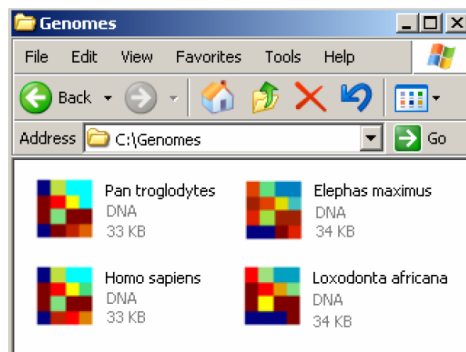 Genomes
File Edit View Favorites Tools Help
Back
Address C:\Genomes Go
Pan troglodytes
DNA
33 KB
Elephas maximus
DNA
34 KB
Homo sapiens
DNA
33 KB
Loxodonta africana
DNA
34 KB